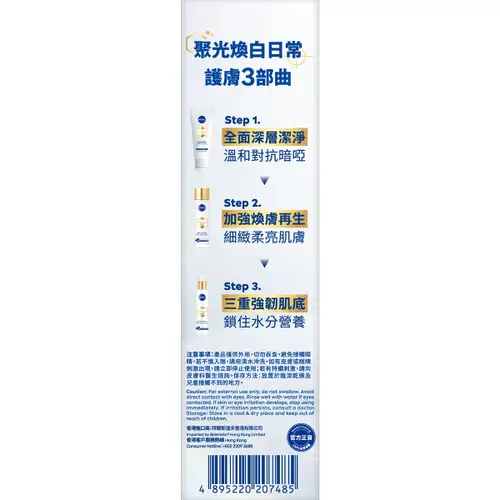 聚光煥白日常
護膚3部曲
Step 1.
全面深層潔淨
溫和對抗暗啞
Step 2.
加強煥膚再生
細緻柔亮肌膚
Step 3.
三重強韌肌底
鎖住水分營養
注意事項：產品僅供外用，切勿吞食。避免接觸眼
睛。若不慎入眼，請用清水沖洗。如有皮膚或眼睛
刺激出現，請立即停止使用；若有持續刺激，請向
皮膚科醫生諮詢。保存方法：放置於陰涼乾燥及
兒童接觸不到的地方。
Caution: For external use only, do not swallow. Avoid
direct contact with eyes. Rinse well with water if eyes
contacted. If skin or eye irritation develops, stop using
immediately. If irritation persists, consult a doctor.
Storage: Store in a cool & dry place and keep out of
reach of children.
香港進口商：拜爾斯道夫香港有限公司
Imported by Beiersdorf Hong Kong Limited
香港客戶服務熱線 Hong Kong
Consumer Hotline: +852 2309 3688
官方正貨
4 895220 207485